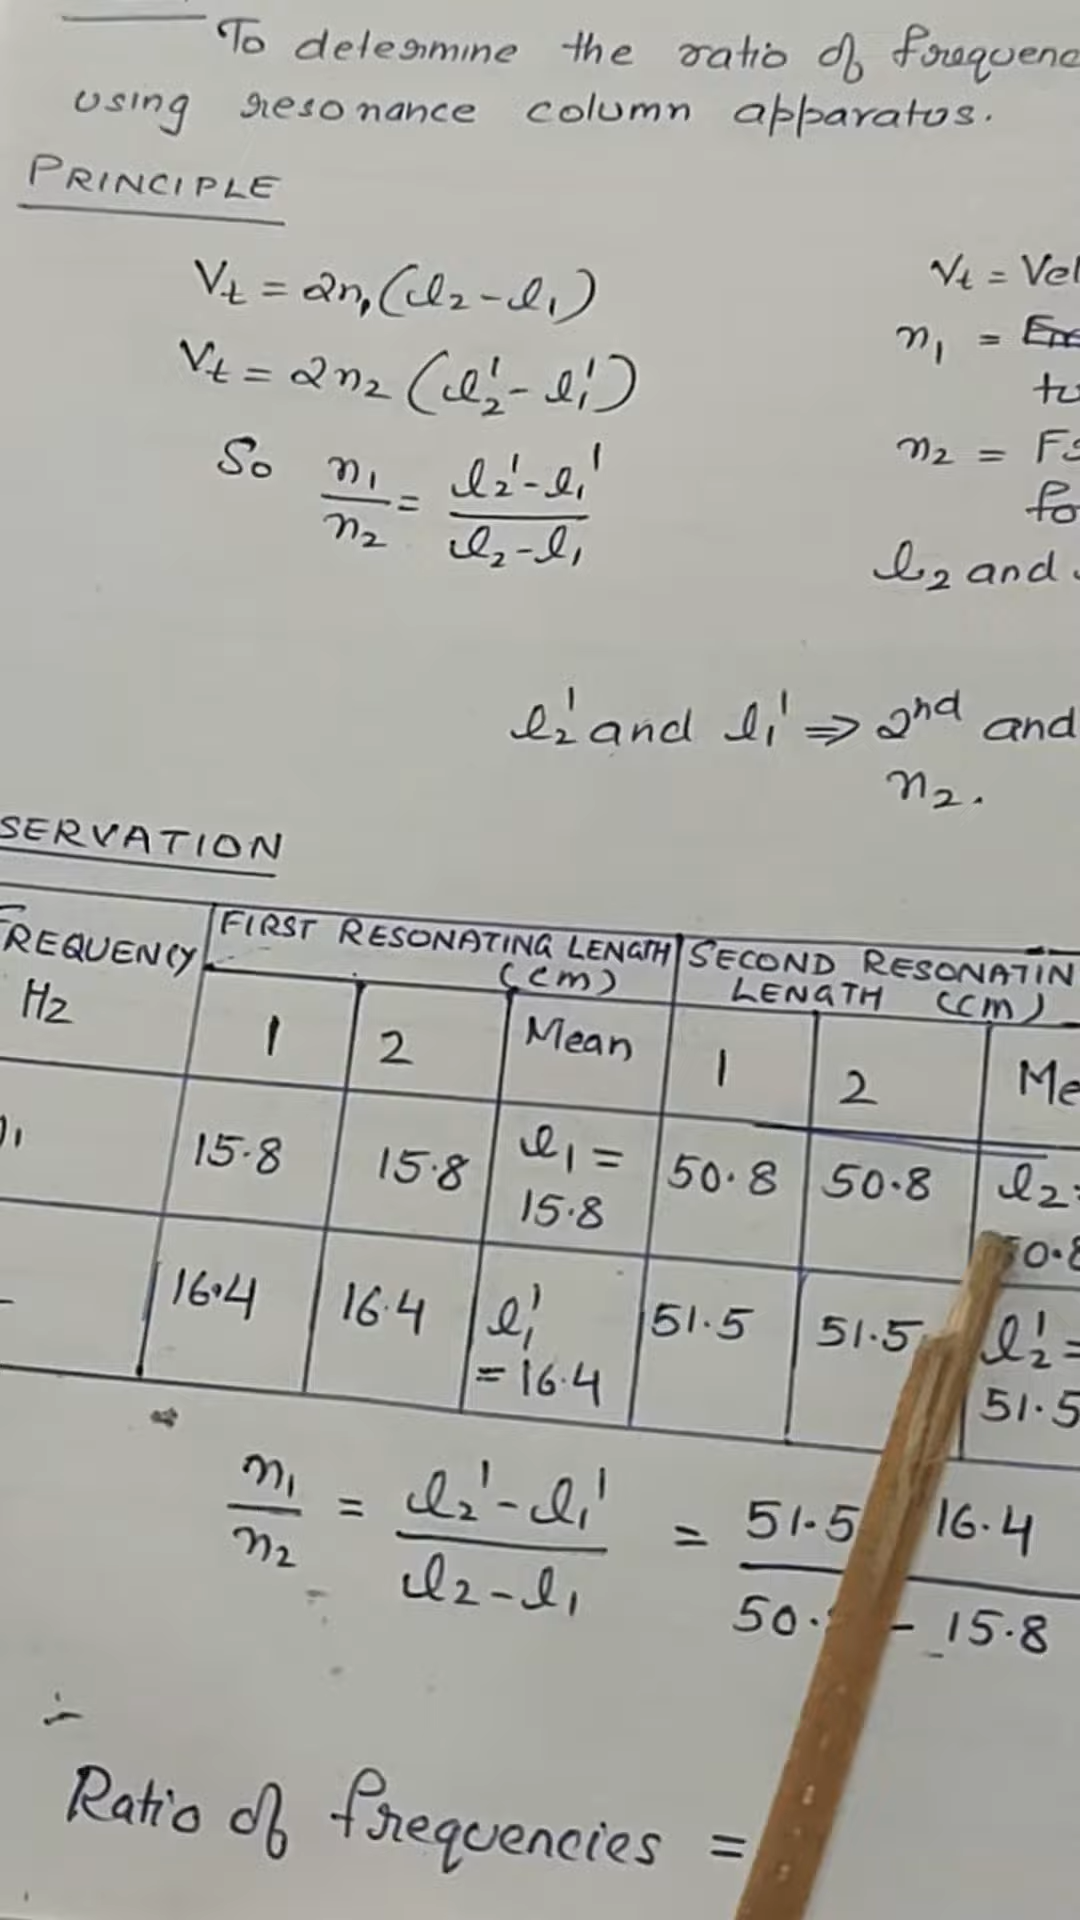 To determine the ratio of
using resonance column apparatus.
PRINCIPLE
Vt = 2n₁(l₂-l₁)
Vt = 2n₂(l₂'-l₁')
So n₁/n₂ = l₂'-l₁'/l₂-l₁
Vt =
n₁ =
n₂ =
l₂ and
l₂' and l₁' ⇒ 2nd and
n₂.
SERVATION
FREQUENCY Hz
FIRST RESONATING LENGTH (cm)
SECOND RESONATIN LENGTH (cm)
1 2 Mean 1 2
15.8 15.8 l₁ = 15.8 50.8 50.8 l₂=
16.4 16.4 l₁' = 16.4 51.5 51.5 l₂' = 51.5
n₁/n₂ = l₂'-l₁'/l₂-l₁ = 51.5 16.4/50. - 15.8
Ratio of frequencies =